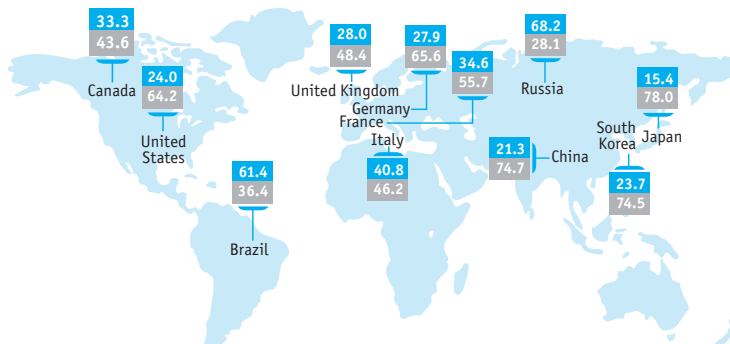 33.3
43.6
Canada
24.0
64.2
United
States
61.4
36.4
Brazil
28.0
48.4
United Kingdom
27.9
65.6
Germany
34.6
55.7
France
Italy
40.8
46.2
68.2
28.1
Russia
21.3
74.7
China
15.4
78.0
Japan
South
Korea
23.7
74.5